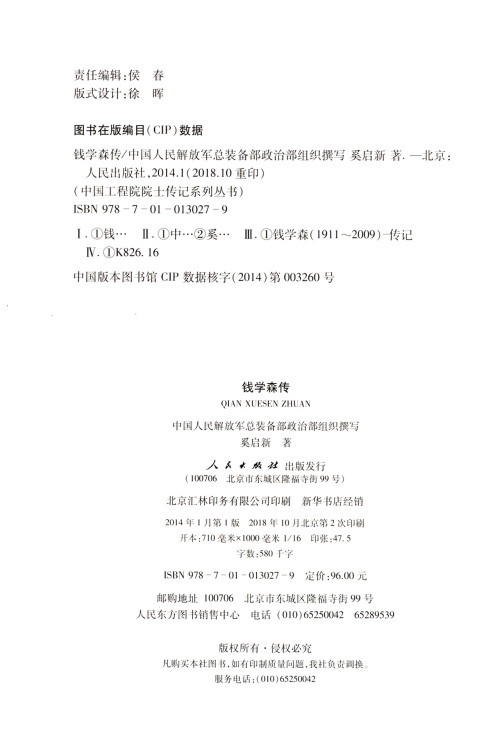 责任编辑:侯　春
版式设计:徐　晖
图书在版编目(CIP)数据
钱学森传/中国人民解放军总装备部政治部组织撰写 奚启新 著.—北京:
人民出版社,2014.1(2018.10 重印)
(中国工程院院士传记系列丛书)
ISBN 978-7-01-013027-9
Ⅰ.①钱… Ⅱ.①中…②奚… Ⅲ.①钱学森(1911～2009)-传记
Ⅳ.①K826.16
中国版本图书馆 CIP 数据核字(2014)第 003260 号
钱学森传
QIAN XUESEN ZHUAN
中国人民解放军总装备部政治部组织撰写
奚启新　著
人民出版社 出版发行
(100706 北京市东城区隆福寺街 99 号)
北京汇林印务有限公司印刷 新华书店经销
2014 年 1 月第 1 版 2018 年 10 月北京第 2 次印刷
开本:710 毫米×1000 毫米 1/16 印张:47.5
字数:580 千字
ISBN 978-7-01-013027-9 定价:96.00 元
邮购地址 100706 北京市东城区隆福寺街 99 号
人民东方图书销售中心 电话 (010)65250042 65289539
版权所有·侵权必究
凡购买本社图书,如有印制质量问题,我社负责调换。
服务电话:(010)65250042